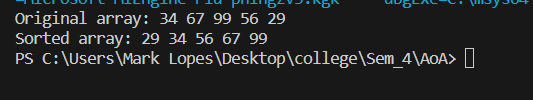 Original array: 34 67 99 56 29
Sorted array: 29 34 56 67 99
PS C:\Users\Mark Lopes\Desktop\college\Sem_4\AoA>